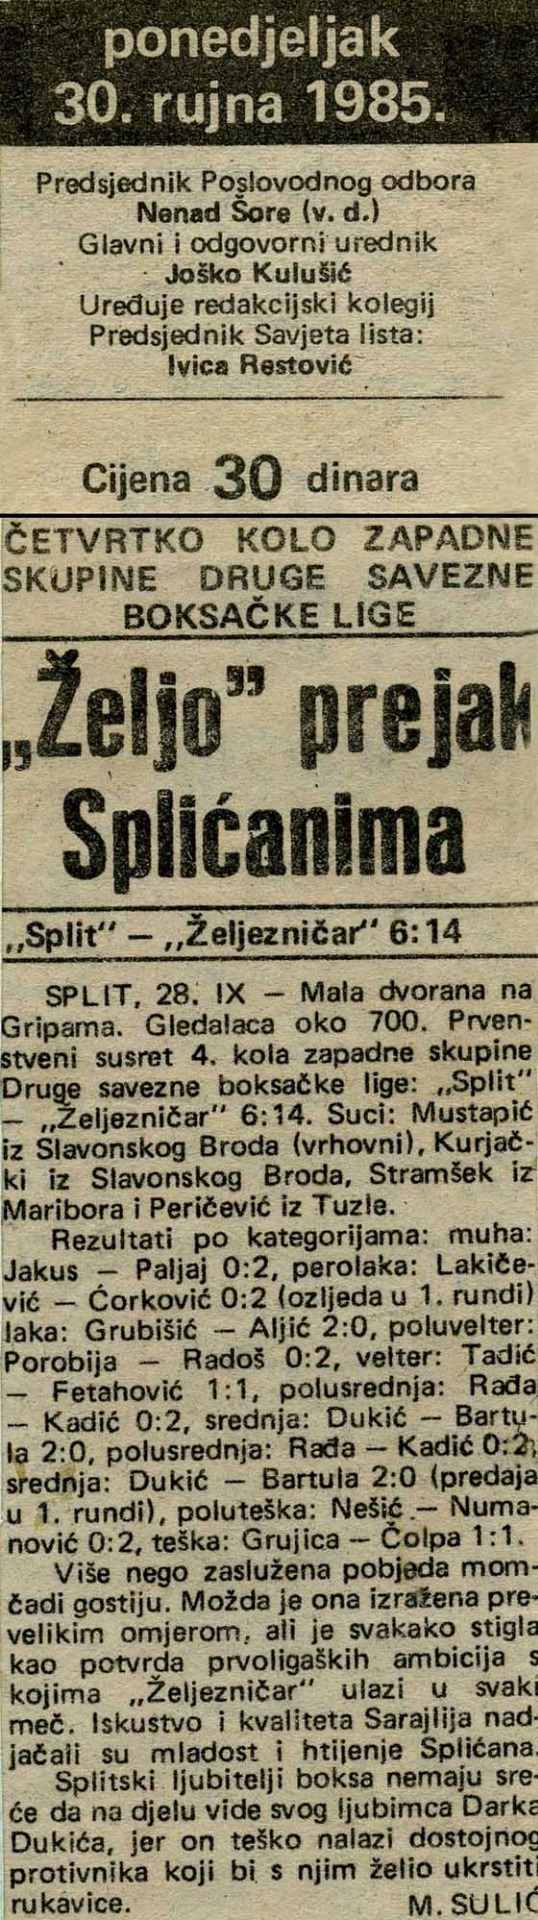 ponedjeljak
30. rujna 1985.
Predsjednik Poslovodnog odbora
Nenad Šore (v. d.)
Glavni i odgovorni urednik
Joško Kulušić
Uređuje redakcijski kolegij
Predsjednik Savjeta lista:
Ivica Restović
Cijena 30 dinara
ČETVRTKO KOLO ZAPADNE
SKUPINE DRUGE SAVEZNE
BOKSAČKE LIGE
„Željo” prejak
Splićanima
„Split” — „Željezničar” 6:14
SPLIT, 28. IX — Mala dvorana na
Gripama. Gledalaca oko 700. Prven-
stveni susret 4. kola zapadne skupine
Druge savezne boksačke lige: „Split”
— „Željezničar” 6:14. Suci: Mustapić
iz Slavonskog Broda (vrhovni), Kurjač-
ki iz Slavonskog Broda, Stramšek iz
Maribora i Peričević iz Tuzle.
Rezultati po kategorijama: muha:
Jakus — Paljaj 0:2, perolaka: Lakiče-
vić — Ćorković 0:2 (ozljeda u 1. rundi)
laka: Grubišić — Aljić 2:0, poluvelter:
Porobija — Radoš 0:2, velter: Tadić
— Fetahović 1:1, polusrednja: Rađa
— Kadić 0:2, srednja: Dukić — Bartu-
la 2:0, polusrednja: Rađa — Kadić 0:2,
srednja: Dukić — Bartula 2:0 (predaja
u 1. rundi), poluteška: Nešić — Numa-
nović 0:2, teška: Grujica — Čolpa 1:1.
Više nego zaslužena pobjeda mom-
čadi gostiju. Možda je ona izražena pre-
velikim omjerom, ali je svakako stigla
kao potvrda prvoligaških ambicija s
kojima „Željezničar” ulazi u svaki
meč. Iskustvo i kvaliteta Sarajlija nad-
jačali su mladost i htijenje Splićana.
Splitski ljubitelji boksa nemaju sre-
će da na djelu vide svog ljubimca Darka
Dukića, jer on teško nalazi dostojnog
protivnika koji bi s njim želio ukrstiti
rukavice. M. SULIĆ